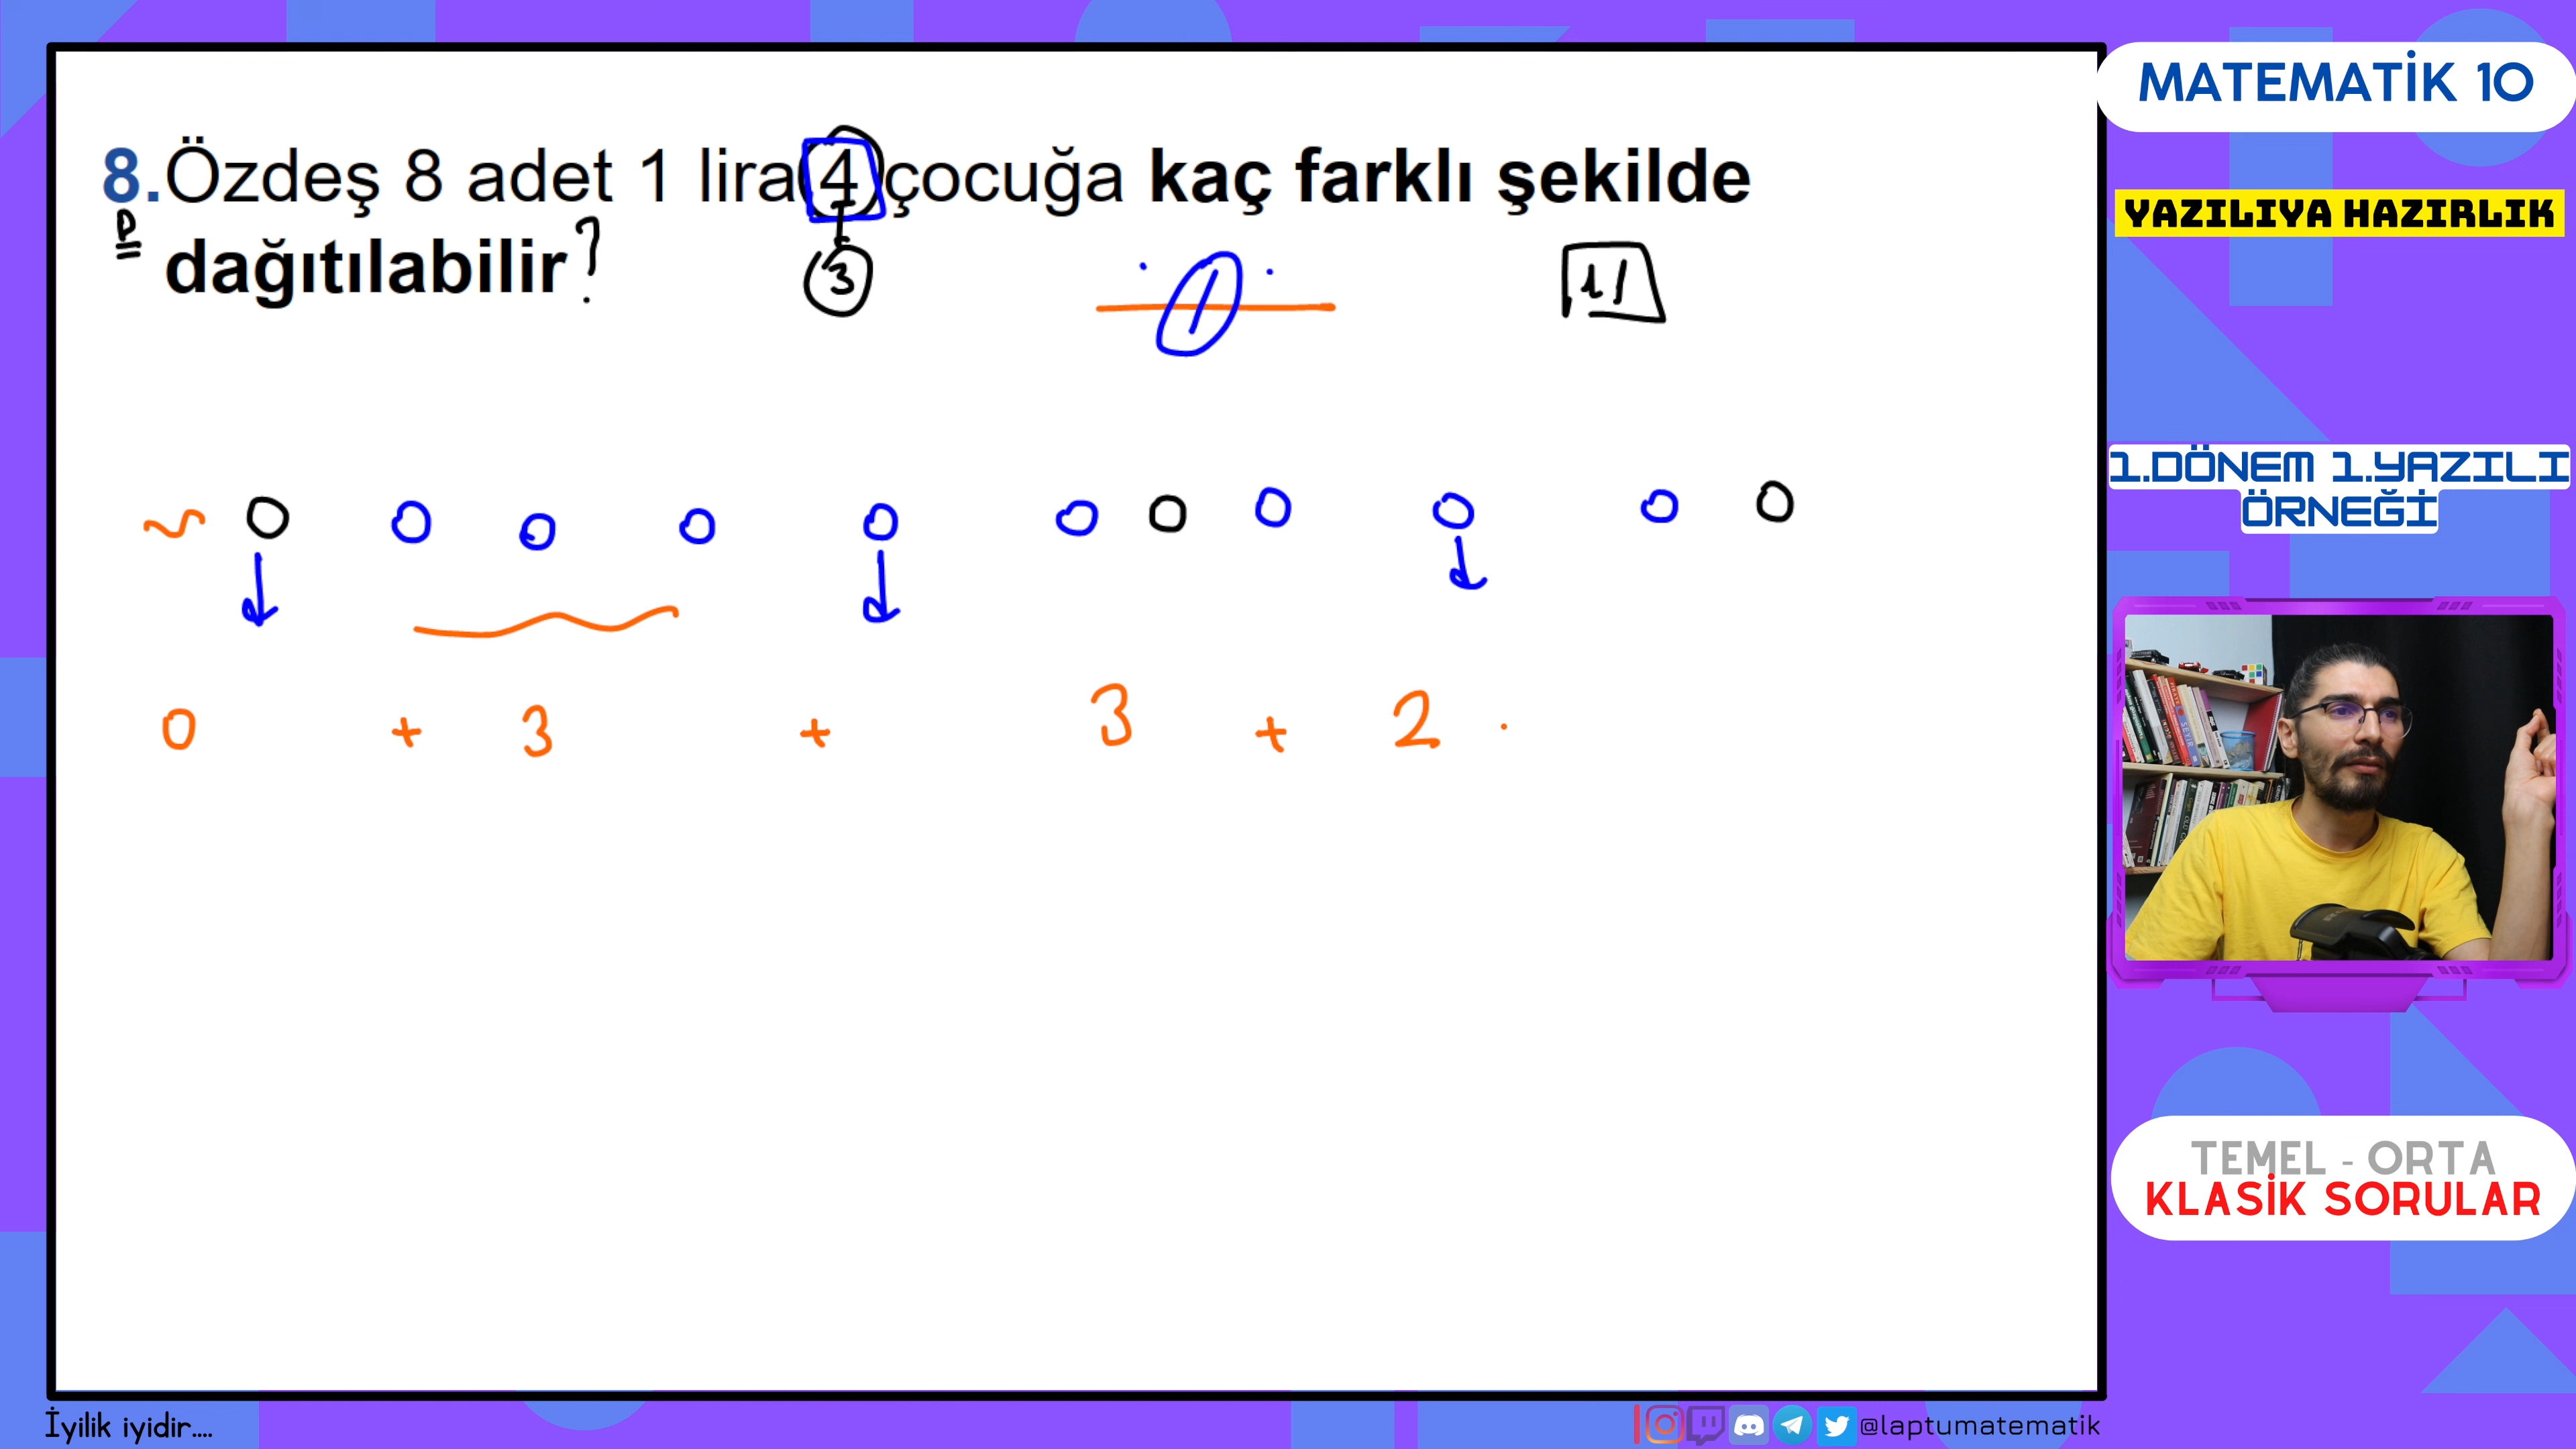 MATEMATİK 10
8.Özdeş 8 adet 1 lira 4 çocuğa kaç farklı şekilde
dağıtılabilir?
3
11
YAZILIYA HAZIRLIK
1.DÖNEM 1.YAZILI
ÖRNEĞİ
0 + 3 + 3 + 2
TEMEL - ORTA
KLASİK SORULAR
İyilik iyidir....
@laptumatematik